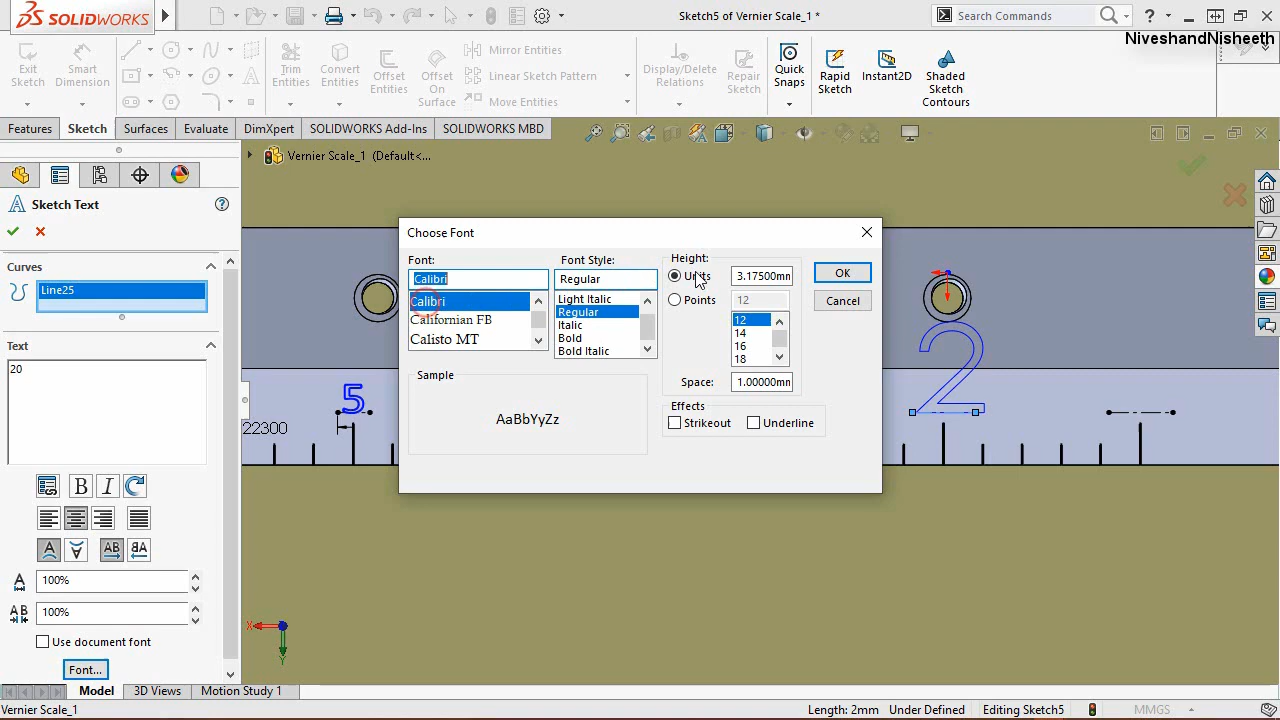 SOLIDWORKS
Sketch5 of Vernier Scale_1 *
Search Commands
NiveshandNisheeth
Exit Sketch
Smart Dimension
Trim Entities
Convert Entities
Offset Entities
Offset On Surface
Mirror Entities
Linear Sketch Pattern
Move Entities
Display/Delete Relations
Repair Sketch
Quick Snaps
Rapid Sketch
Instant2D
Shaded Sketch Contours
Features
Sketch
Surfaces
Evaluate
DimXpert
SOLIDWORKS Add-Ins
SOLIDWORKS MBD
Vernier Scale_1 (Default<...
Sketch Text
Curves
Line25
Text
20
100%
100%
Use document font
Font...
Choose Font
Font:
Calibri
Calibri
Californian FB
Calisto MT
Font Style:
Regular
Light Italic
Regular
Italic
Bold
Bold Italic
Height:
Units
3.17500mm
Points
12
12
14
16
18
Space:
1.00000mm
OK
Cancel
Sample
AaBbYyZz
Effects
Strikeout
Underline
5
22300
2
X
Y
Model
3D Views
Motion Study 1
Vernier Scale_1
Length: 2mm
Under Defined
Editing Sketch5
MMGS